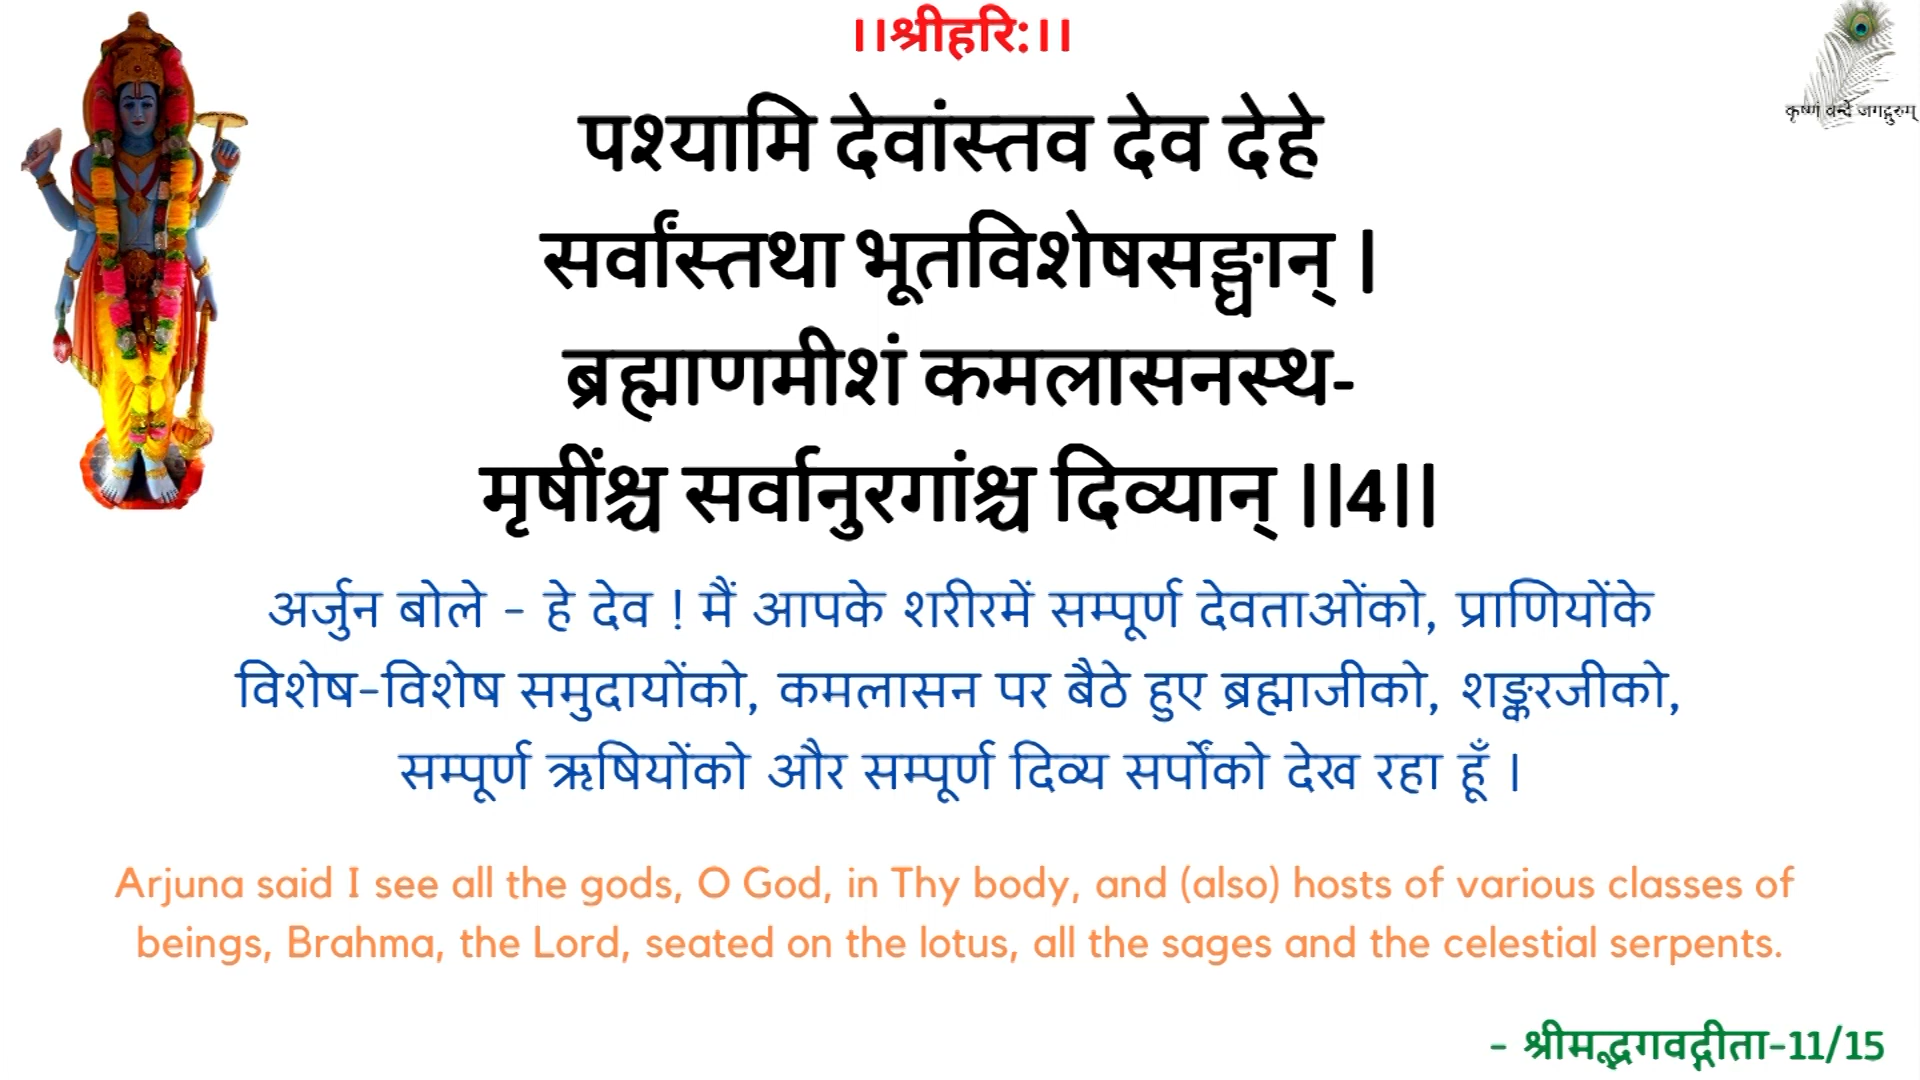 ।।श्रीहरि:।।
कृष्णं वन्दे जगद्गुरुम्
पश्यामि देवांस्तव देव देहे
सर्वांस्तथा भूतविशेषसङ्घान् |
ब्रह्माणमीशं कमलासनस्थ-
मृषींश्च सर्वानुरगांश्च दिव्यान् ||4||
अर्जुन बोले - हे देव ! मैं आपके शरीरमें सम्पूर्ण देवताओंको, प्राणियोंके
विशेष-विशेष समुदायोंको, कमलासन पर बैठे हुए ब्रह्माजीको, शङ्करजीको,
सम्पूर्ण ऋषियोंको और सम्पूर्ण दिव्य सर्पोंको देख रहा हूँ ।
Arjuna said I see all the gods, O God, in Thy body, and (also) hosts of various classes of
beings, Brahma, the Lord, seated on the lotus, all the sages and the celestial serpents.
- श्रीमद्भगवद्गीता-11/15